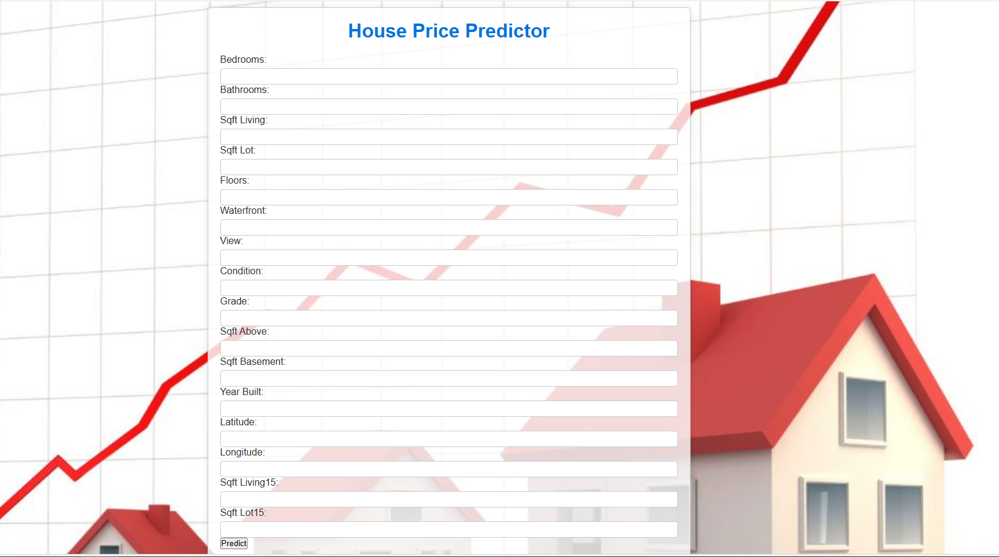 House Price Predictor
Bedrooms:
Bathrooms:
Sqft Living:
Sqft Lot:
Floors:
Waterfront:
View:
Condition:
Grade:
Sqft Above:
Sqft Basement:
Year Built:
Latitude:
Longitude:
Sqft Living15:
Sqft Lot15:
Predict